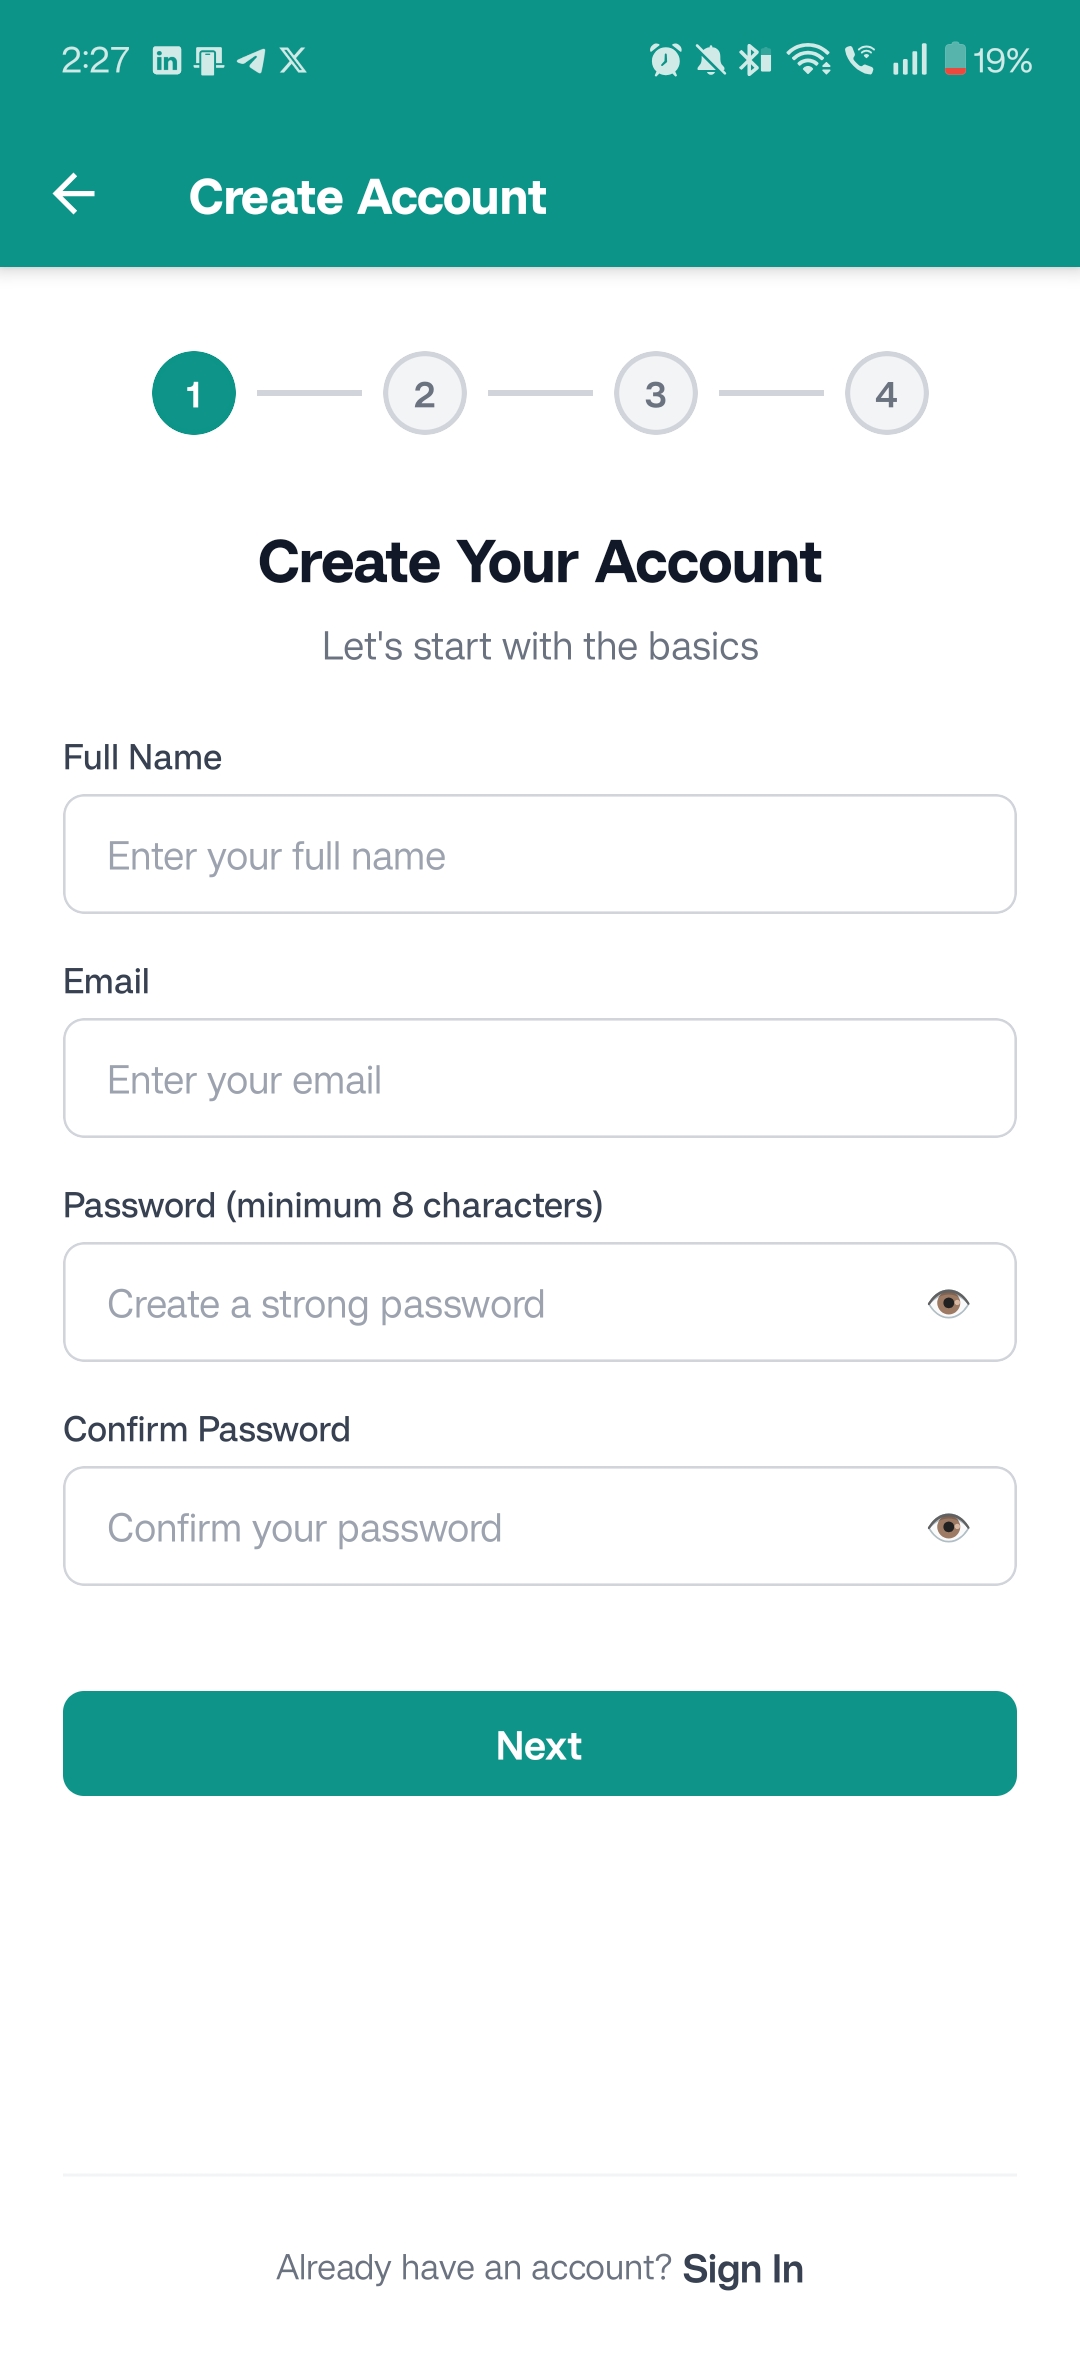 2:27
19%
Create Account
1
2
3
4
Create Your Account
Let's start with the basics
Full Name
Enter your full name
Email
Enter your email
Password (minimum 8 characters)
Create a strong password
Confirm Password
Confirm your password
Next
Already have an account? Sign In